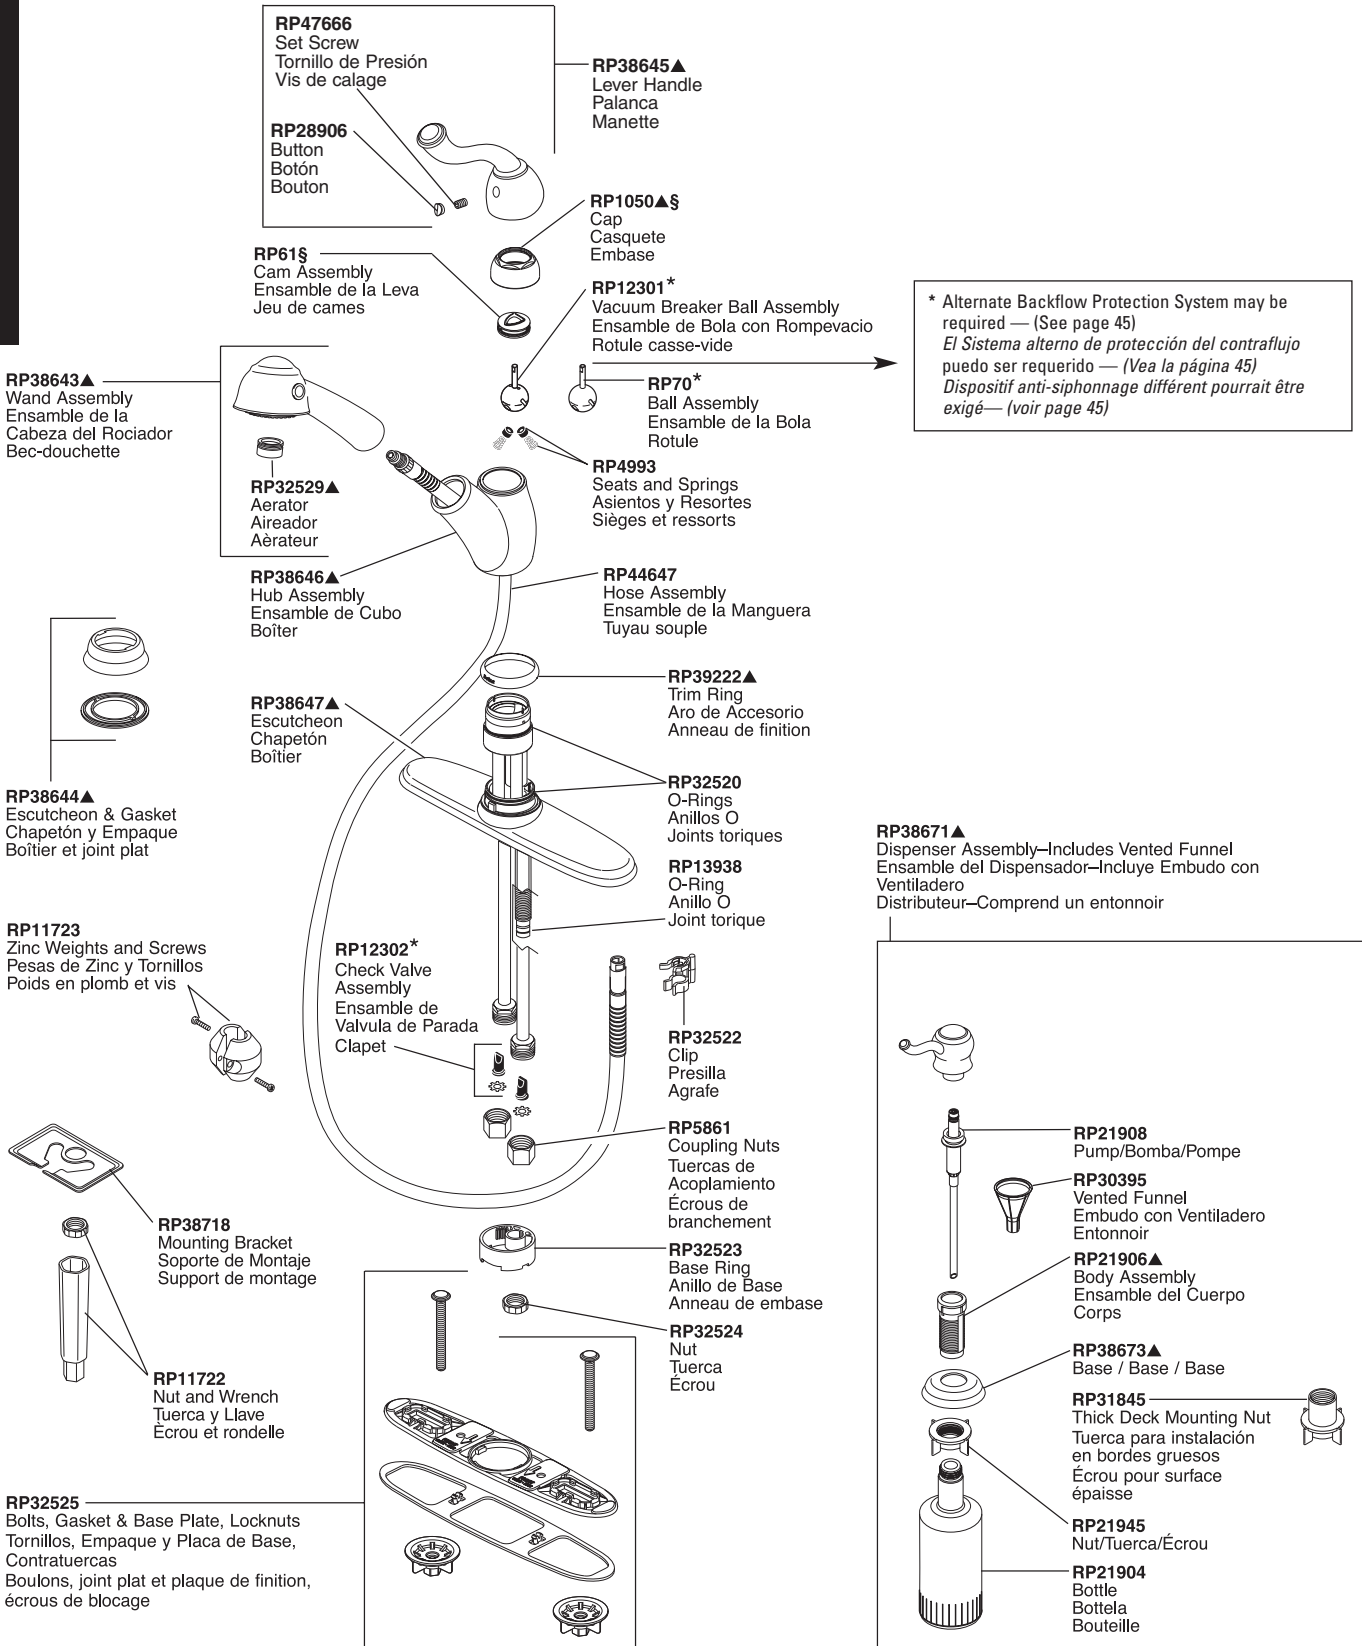 RP47666
Set Screw
Tornillo de Presión
Vis de calage
RP38645▲
Lever Handle
Palanca
Manette
RP28906
Button
Botón
Bouton
RP1050▲§
Cap
Casquete
Embase
RP61§
Cam Assembly
Ensamble de la Leva
Jeu de cames
RP12301*
Vacuum Breaker Ball Assembly
Ensamble de Bola con Rompevacio
Rotule casse-vide
* Alternate Backflow Protection System may be
required — (See page 45)
El Sistema alterno de protección del contraflujo
puedo ser requerido — (Vea la página 45)
Dispositif anti-siphonnage différent pourrait être
exigé— (voir page 45)
RP38643▲
Wand Assembly
Ensamble de la
Cabeza del Rociador
Bec-douchette
RP70*
Ball Assembly
Ensamble de la Bola
Rotule
RP32529▲
Aerator
Aireador
Aèrateur
RP4993
Seats and Springs
Asientos y Resortes
Sièges et ressorts
RP38646▲
Hub Assembly
Ensamble de Cubo
Boîter
RP44647
Hose Assembly
Ensamble de la Manguera
Tuyau souple
RP39222▲
Trim Ring
Aro de Accesorio
Anneau de finition
RP38647▲
Escutcheon
Chapetón
Boîtier
RP38644▲
Escutcheon & Gasket
Chapetón y Empaque
Boîtier et joint plat
RP32520
O-Rings
Anillos O
Joints toriques
RP38671▲
Dispenser Assembly–Includes Vented Funnel
Ensamble del Dispensador–Incluye Embudo con
Ventiladero
Distributeur–Comprend un entonnoir
RP13938
O-Ring
Anillo O
Joint torique
RP11723
Zinc Weights and Screws
Pesas de Zinc y Tornillos
Poids en plomb et vis
RP12302*
Check Valve
Assembly
Ensamble de
Valvula de Parada
Clapet
RP32522
Clip
Presilla
Agrafe
RP5861
Coupling Nuts
Tuercas de
Acoplamiento
Écrous de
branchement
RP21908
Pump/Bomba/Pompe
RP30395
Vented Funnel
Embudo con Ventiladero
Entonnoir
RP38718
Mounting Bracket
Soporte de Montaje
Support de montage
RP32523
Base Ring
Anillo de Base
Anneau de embase
RP21906▲
Body Assembly
Ensamble del Cuerpo
Corps
RP32524
Nut
Tuerca
Écrou
RP38673▲
Base / Base / Base
RP11722
Nut and Wrench
Tuerca y Llave
Ècrou et rondelle
RP31845
Thick Deck Mounting Nut
Tuerca para instalación
en bordes gruesos
Écrou pour surface
épaisse
RP32525
Bolts, Gasket & Base Plate, Locknuts
Tornillos, Empaque y Placa de Base,
Contratuercas
Boulons, joint plat et plaque de finition,
écrous de blocage
RP21945
Nut/Tuerca/Écrou
RP21904
Bottle
Bottela
Bouteille